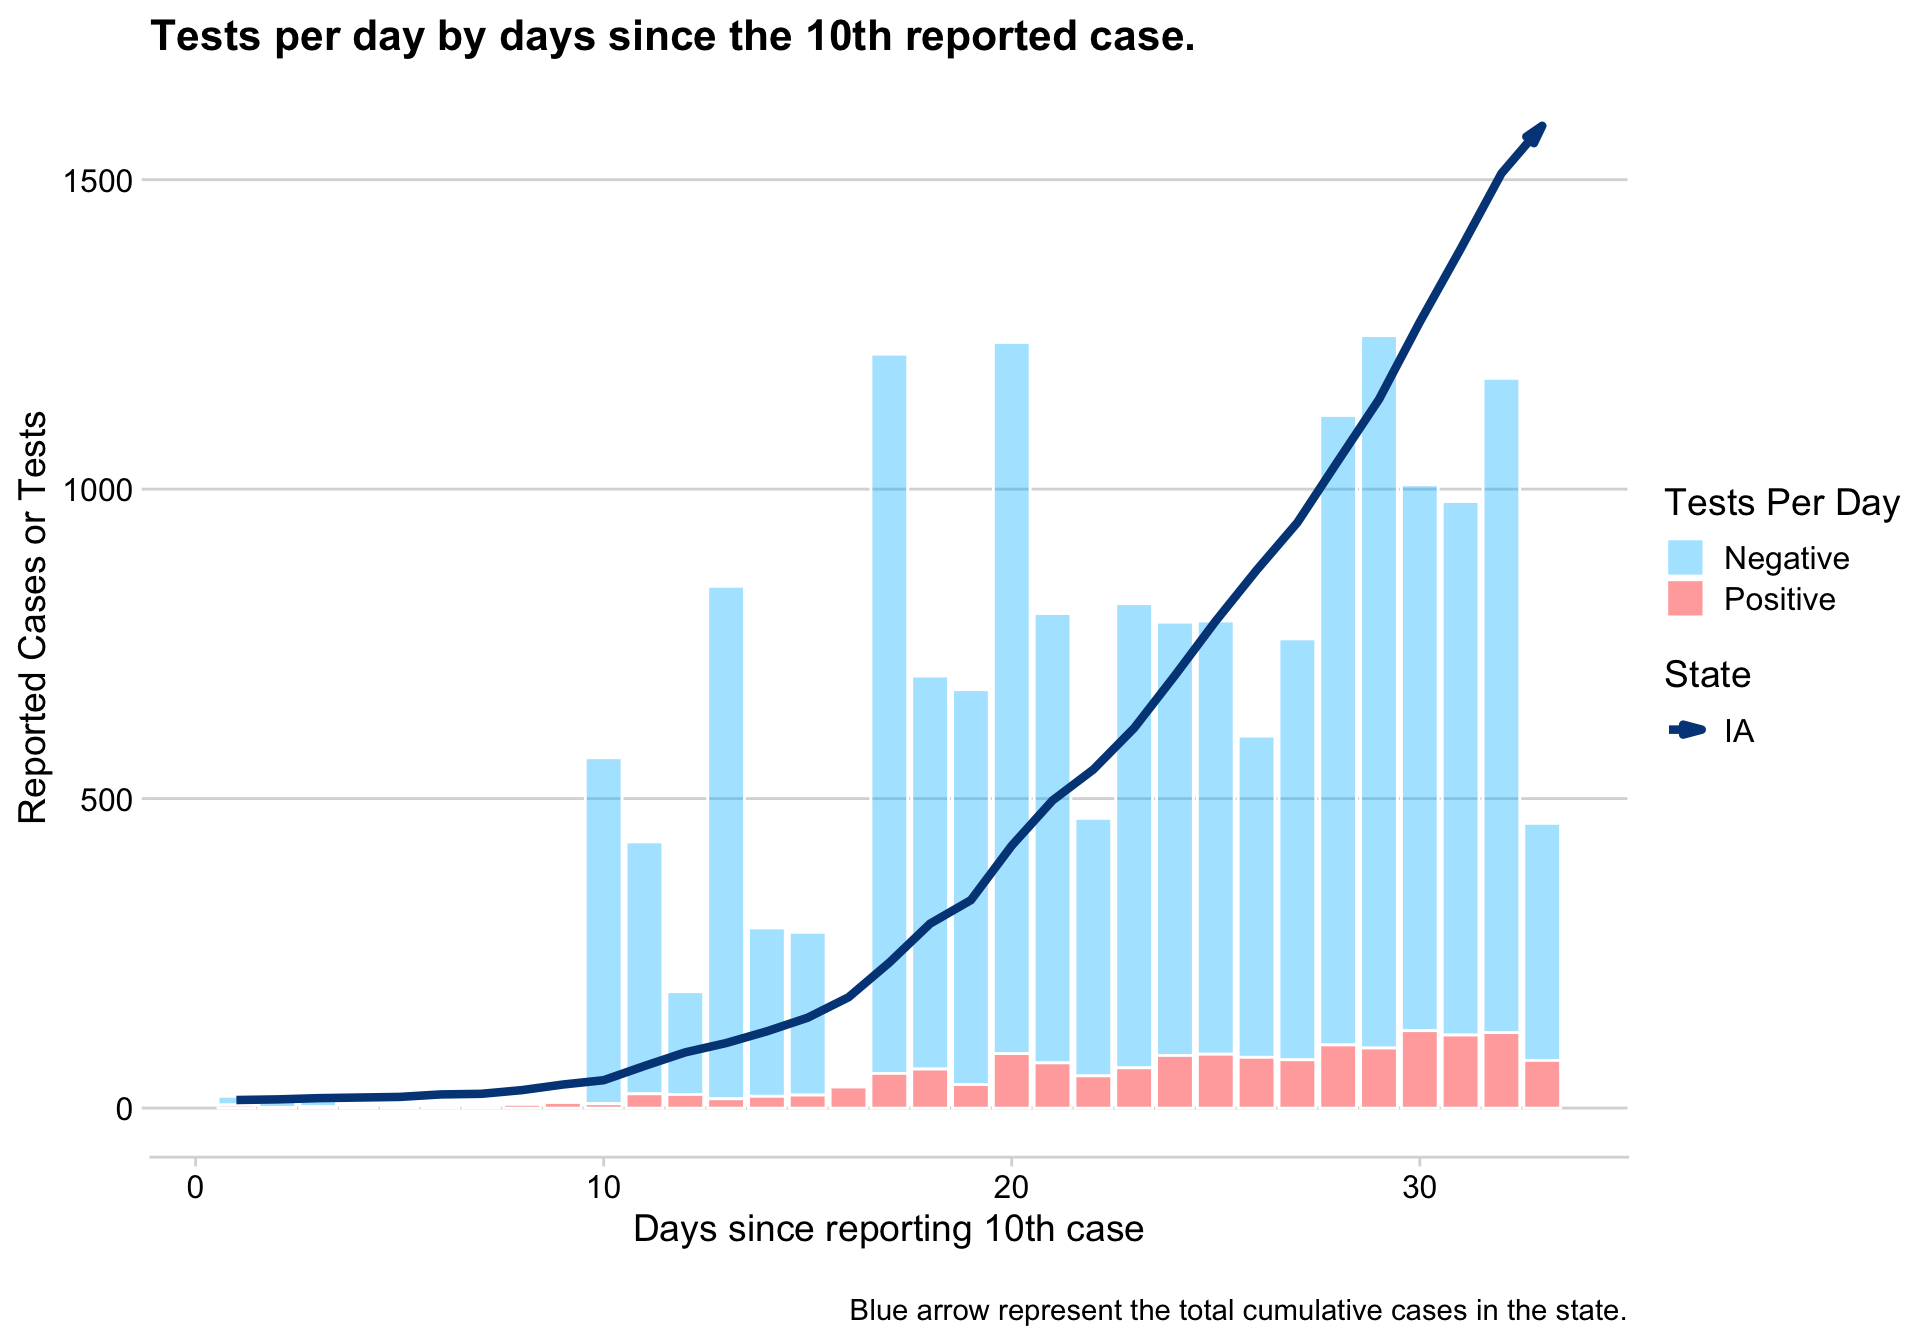 Tests per day by days since the 10th reported case.
Reported Cases or Tests
1500
1000
500
0
0 10 20 30
Days since reporting 10th case
Tests Per Day
Negative
Positive
State
IA
Blue arrow represent the total cumulative cases in the state.